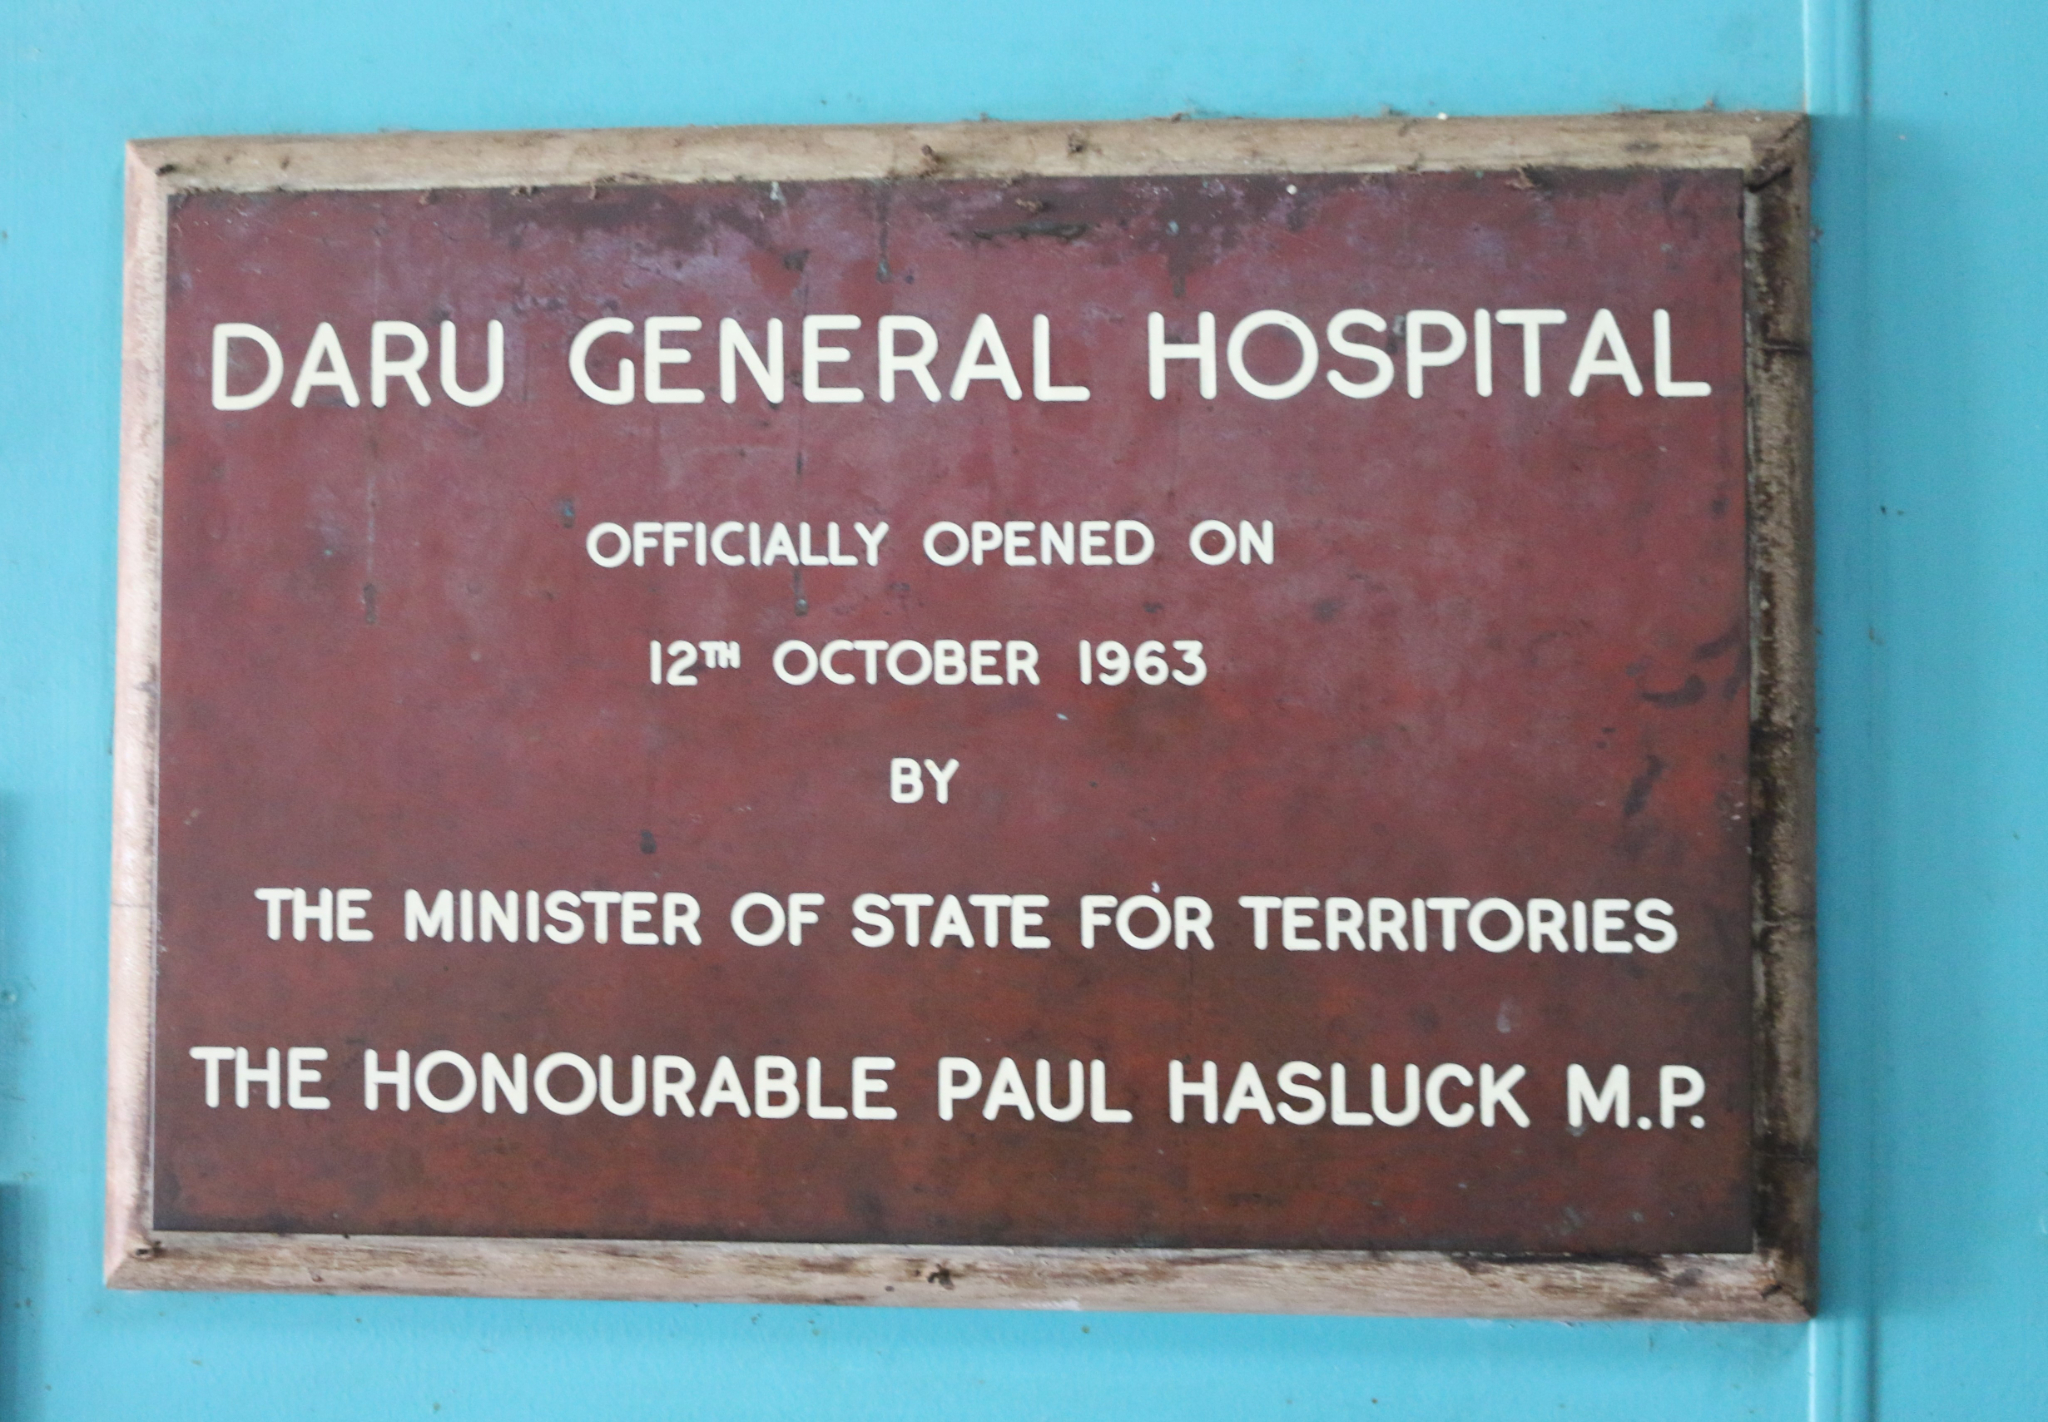 DARU GENERAL HOSPITAL
OFFICIALLY OPENED ON
12TH OCTOBER 1963
BY
THE MINISTER OF STATE FOR TERRITORIES
THE HONOURABLE PAUL HASLUCK M.P.